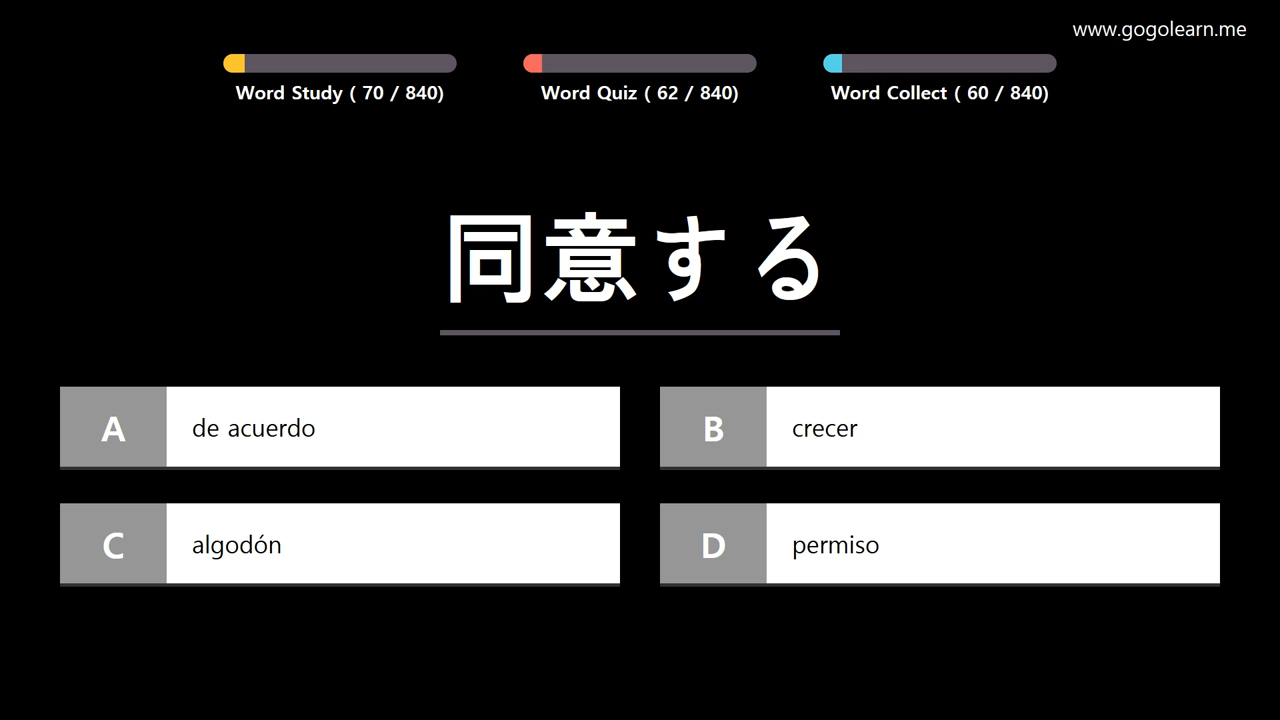 www.gogolearn.me
Word Study ( 70 / 840)
Word Quiz ( 62 / 840)
Word Collect ( 60 / 840)
同意する
A de acuerdo
B crecer
C algodón
D permiso